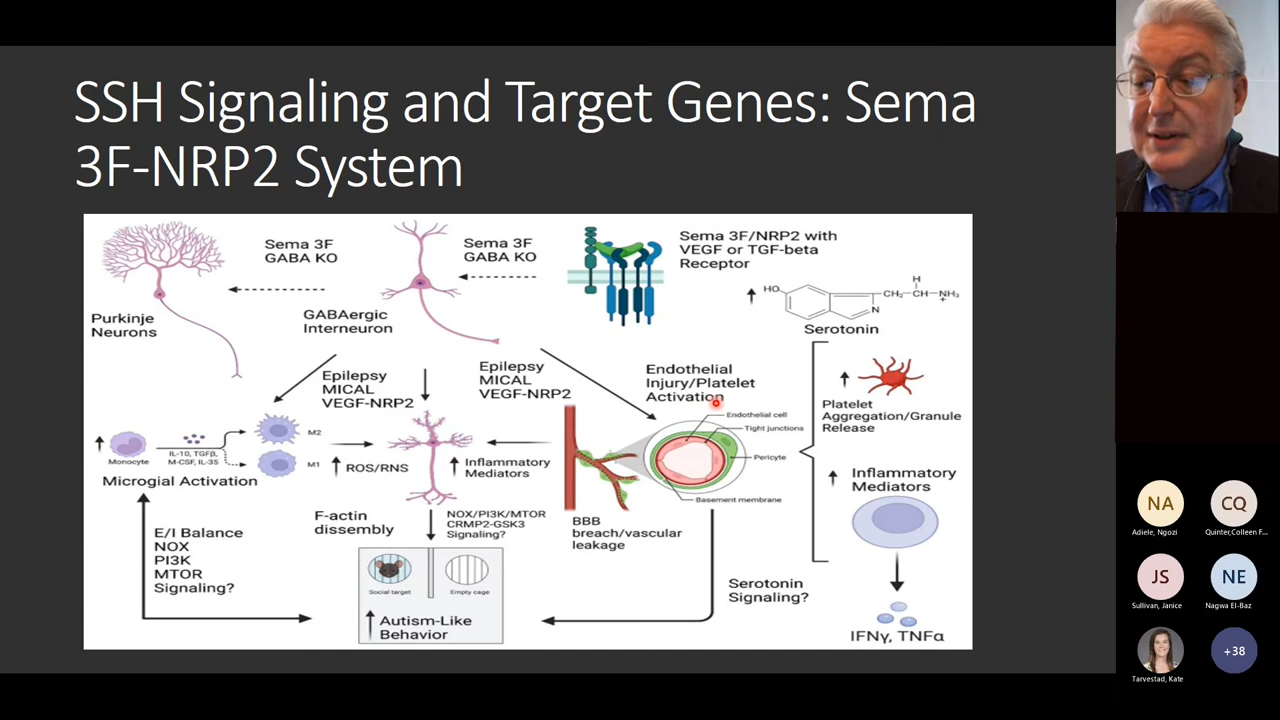 SSH Signaling and Target Genes: Sema
3F-NRP2 System
Sema 3F
GABA KO
Sema 3F
GABA KO
Sema 3F/NRP2 with
VEGF or TGF-beta
Receptor
Purkinje
Neurons
GABAergic
Interneuron
HO
CH₂
H
CH
NH₃
+
N
Serotonin
Epilepsy
MICAL
VEGF-NRP2
Epilepsy
MICAL
VEGF-NRP2
Endothelial
Injury/Platelet
Activation
Endothelial cell
Tight junctions
Pericyte
Basement membrane
Platelet
Aggregation/Granule
Release
Monocyte
IL-10, TGFβ,
M-CSF, IL-35
M2
M1
Microgial Activation
ROS/RNS
Inflammatory
Mediators
Inflammatory
Mediators
E/I Balance
NOX
PI3K
MTOR
Signaling?
F-actin
dissembly
NOX/PI3K/MTOR
CRMP2-GSK3
Signaling?
BBB
breach/vascular
leakage
Social target
Empty cage
Autism-Like
Behavior
Serotonin
Signaling?
IFNγ, TNFα
NA
Adiele, Ngozi
CQ
Quinter,Colleen F...
JS
Sullivan, Janice
NE
Nagwa El-Baz
Tarvestad, Kate
+38